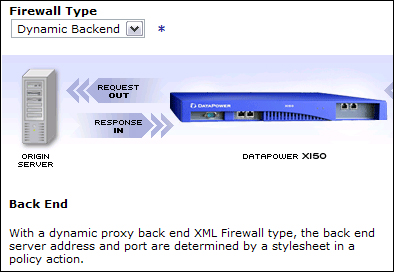 Firewall Type
Dynamic Backend
*
REQUEST
OUT
RESPONSE
IN
DATAPOWER
ORIGIN
SERVER
DATAPOWER XI50
Back End
With a dynamic proxy back end XML Firewall type, the back end
server address and port are determined by a stylesheet in a
policy action.